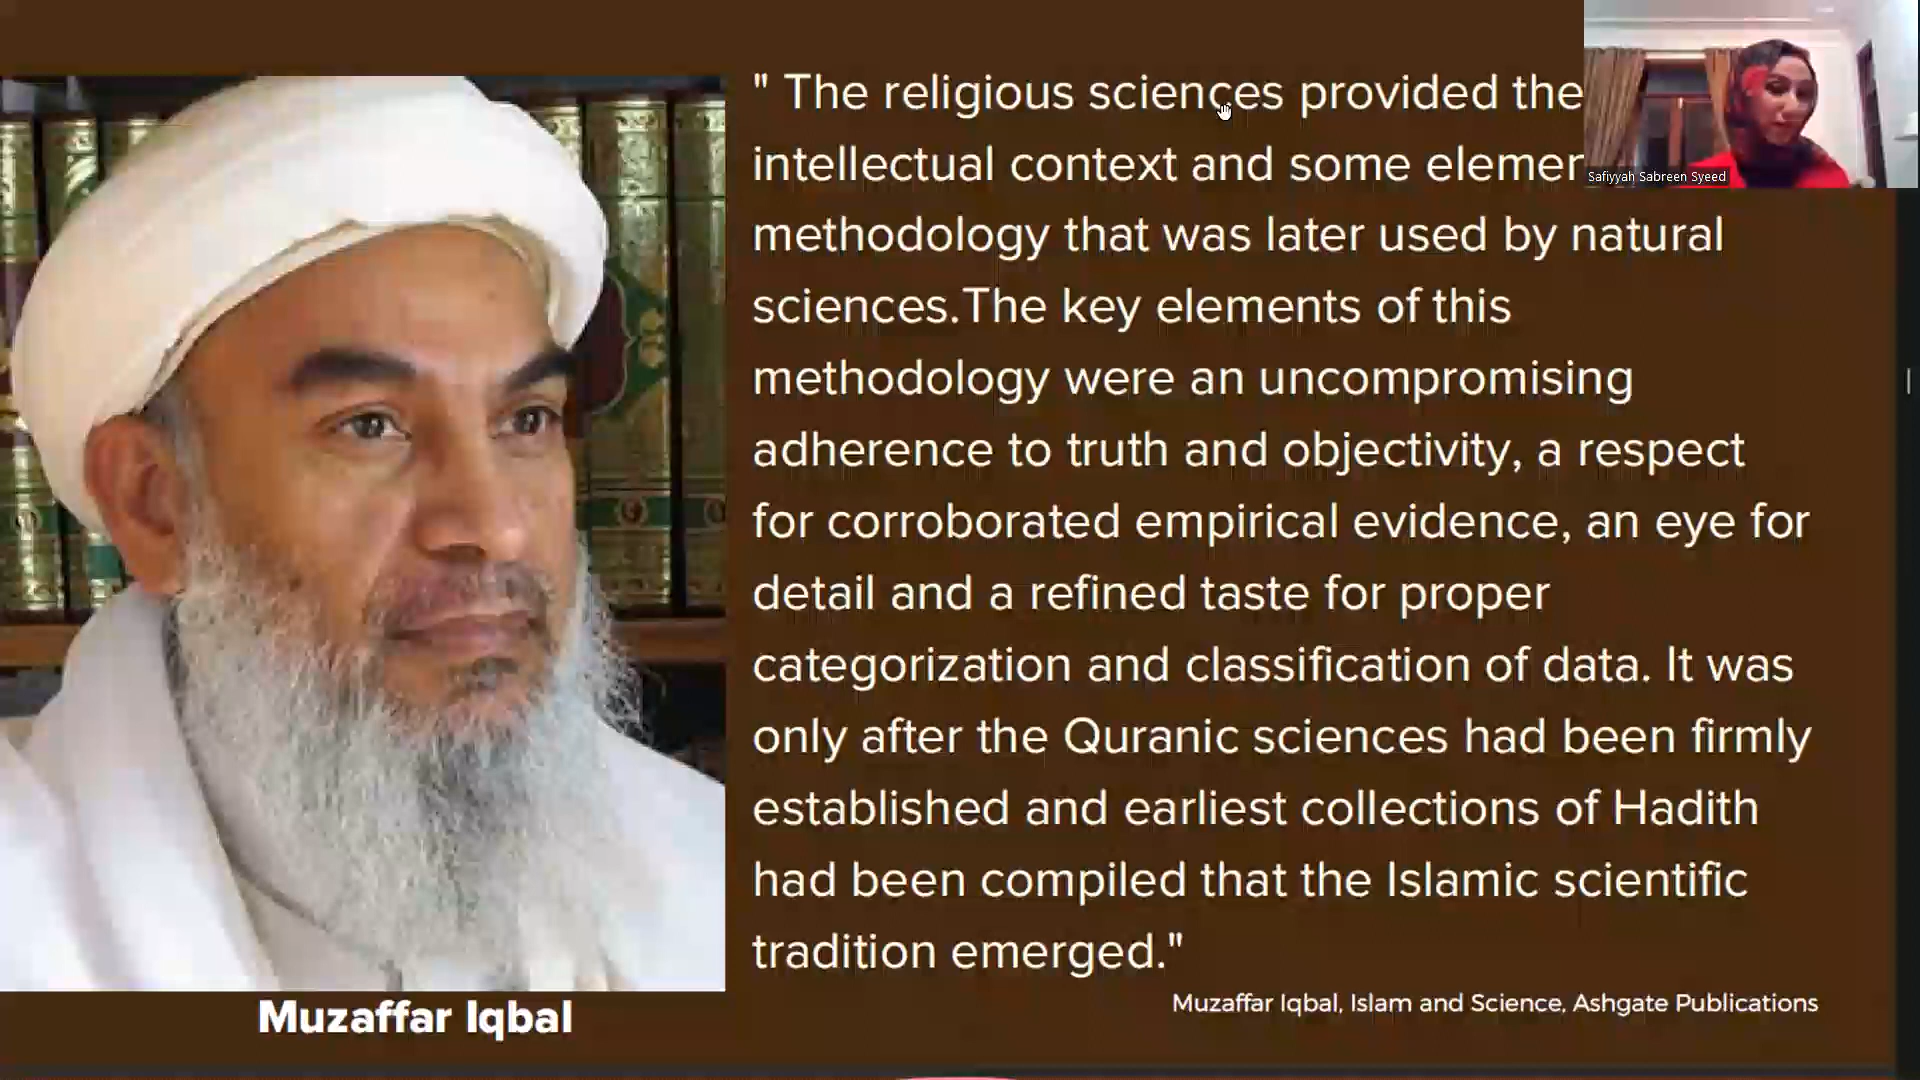 " The religious sciences provided the
intellectual context and some
methodology that was later used by natural
sciences.The key elements of this
methodology were an uncompromising
adherence to truth and objectivity, a respect
for corroborated empirical evidence, an eye for
detail and a refined taste for proper
categorization and classification of data. It was
only after the Quranic sciences had been firmly
established and earliest collections of Hadith
had been compiled that the Islamic scientific
tradition emerged."
Muzaffar Iqbal, Islam and Science, Ashgate Publications
Muzaffar Iqbal
Safiyyah Sabreen Syeed